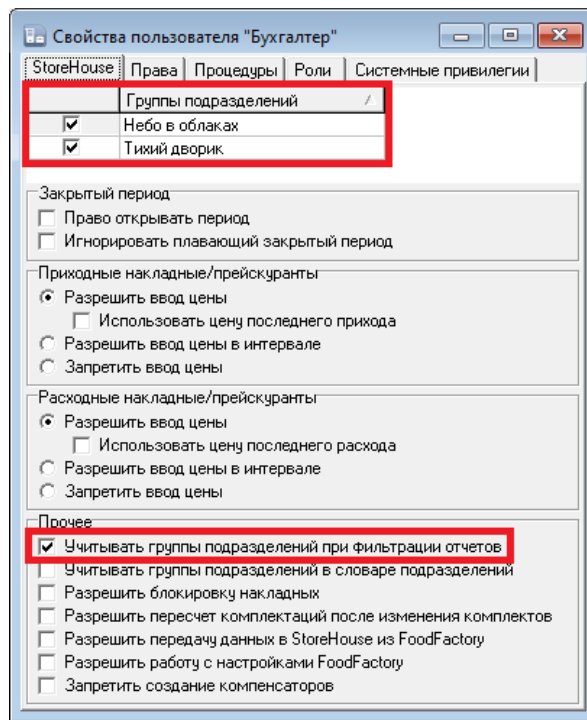 Свойства пользователя "Бухгалтер"
StoreHouse Права Процедуры Роли Системные привилегии
Группы подразделений
Небо в облаках
Тихий дворик
Закрытый период
Право открывать период
Игнорировать плавающий закрытый период
Приходные накладные/прейскуранты
Разрешить ввод цены
Использовать цену последнего прихода
Разрешить ввод цены в интервале
Запретить ввод цены
Расходные накладные/прейскуранты
Разрешить ввод цены
Использовать цену последнего расхода
Разрешить ввод цены в интервале
Запретить ввод цены
Прочее
Учитывать группы подразделений при фильтрации отчетов
Учитывать группы подразделений в словаре подразделений
Разрешить блокировку накладных
Разрешить пересчет комплектаций после изменения комплектов
Разрешить передачу данных в StoreHouse из FoodFactory
Разрешить работу с настройками FoodFactory
Запретить создание компенсаторов